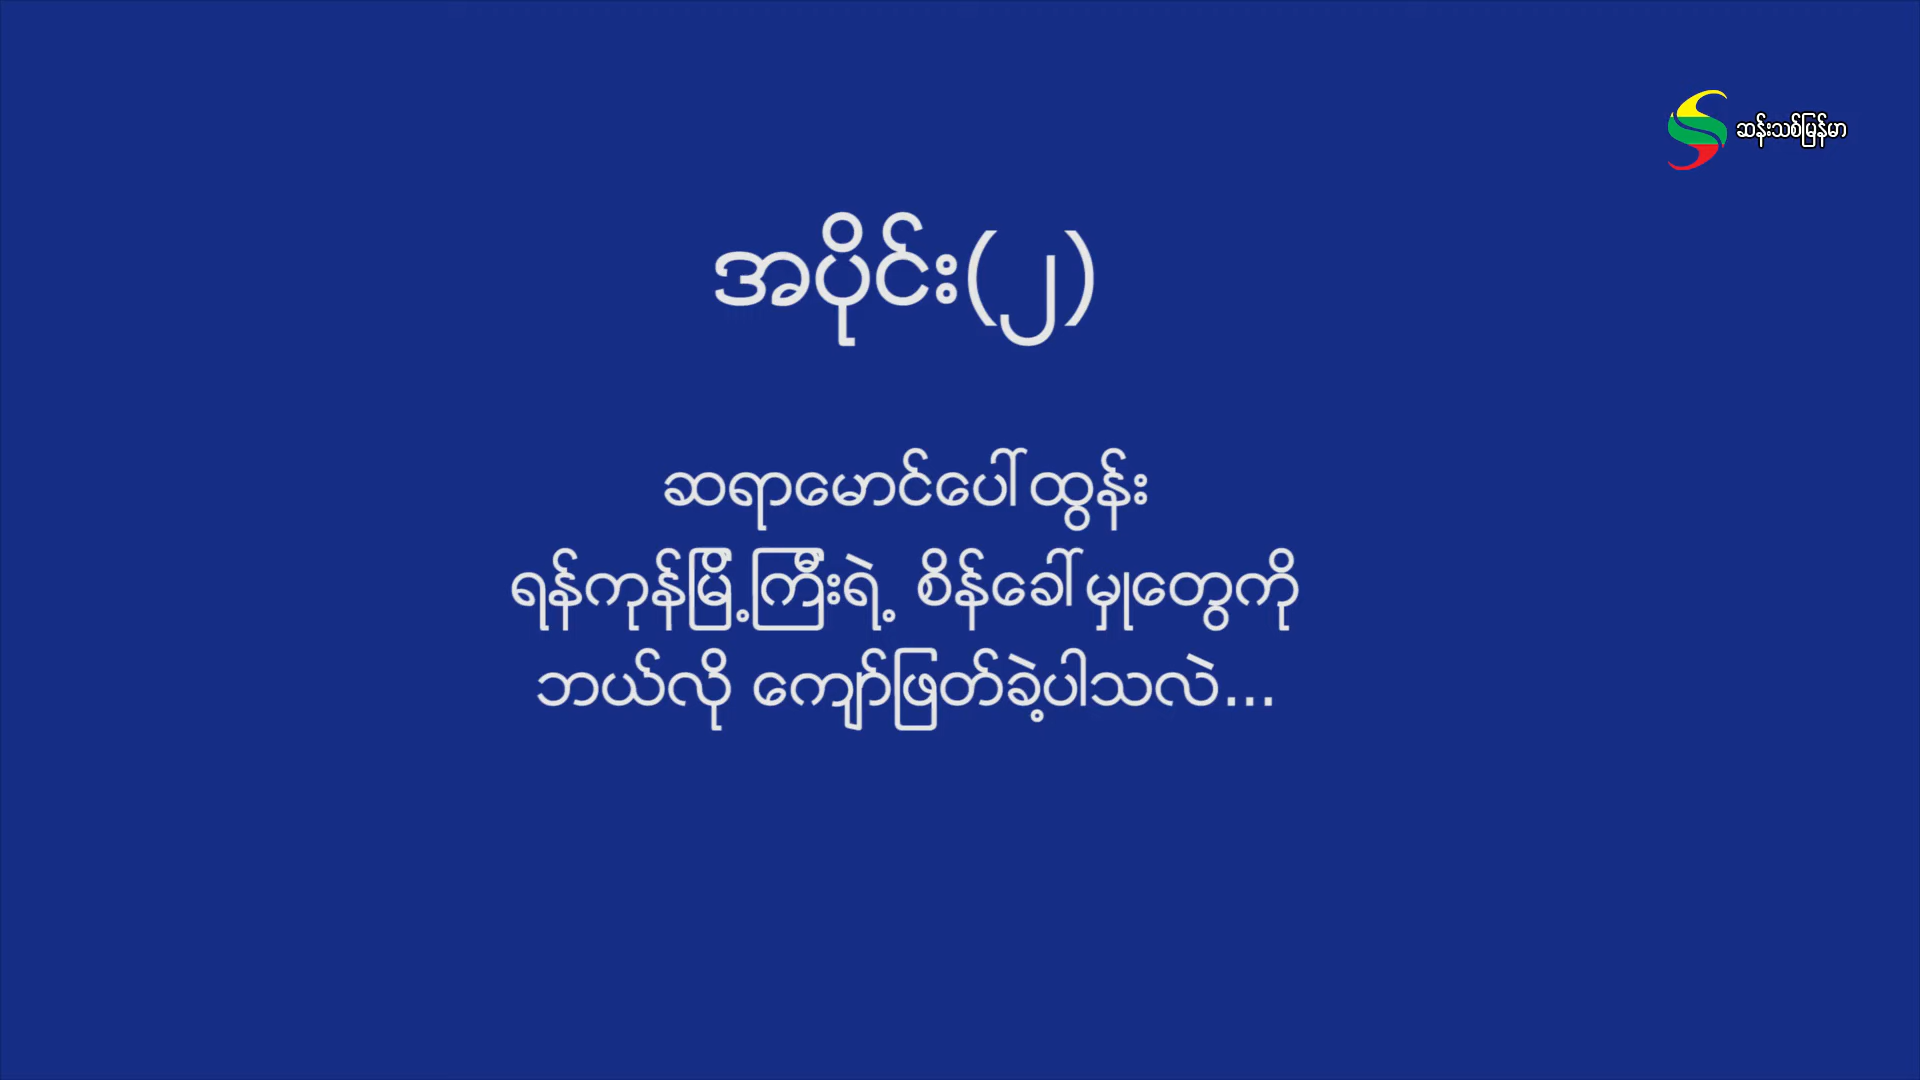 ဆန်းသစ်မြန်မာ
အပိုင်း(၂)
ဆရာမောင်ပေါ်ထွန်း
ရန်ကုန်မြို့ကြီးရဲ့ စိန်ခေါ်မှုတွေကို
ဘယ်လို ကျော်ဖြတ်ခဲ့ပါသလဲ...